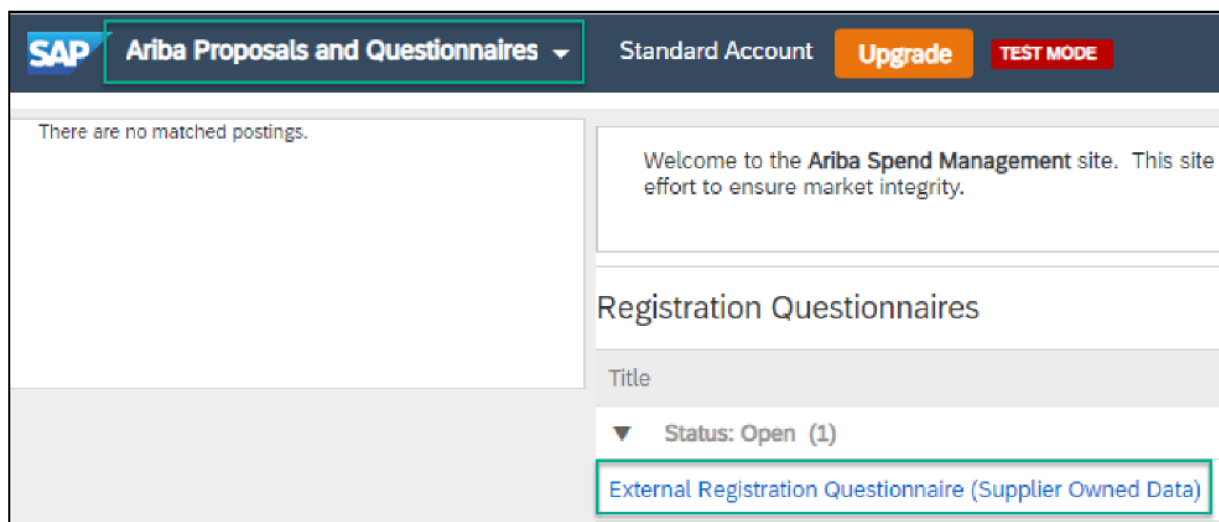 SAP Ariba Proposals and Questionnaires Standard Account Upgrade TEST MODE
There are no matched postings.
Welcome to the Ariba Spend Management site. This site
effort to ensure market integrity.
Registration Questionnaires
Title
Status: Open (1)
External Registration Questionnaire (Supplier Owned Data)